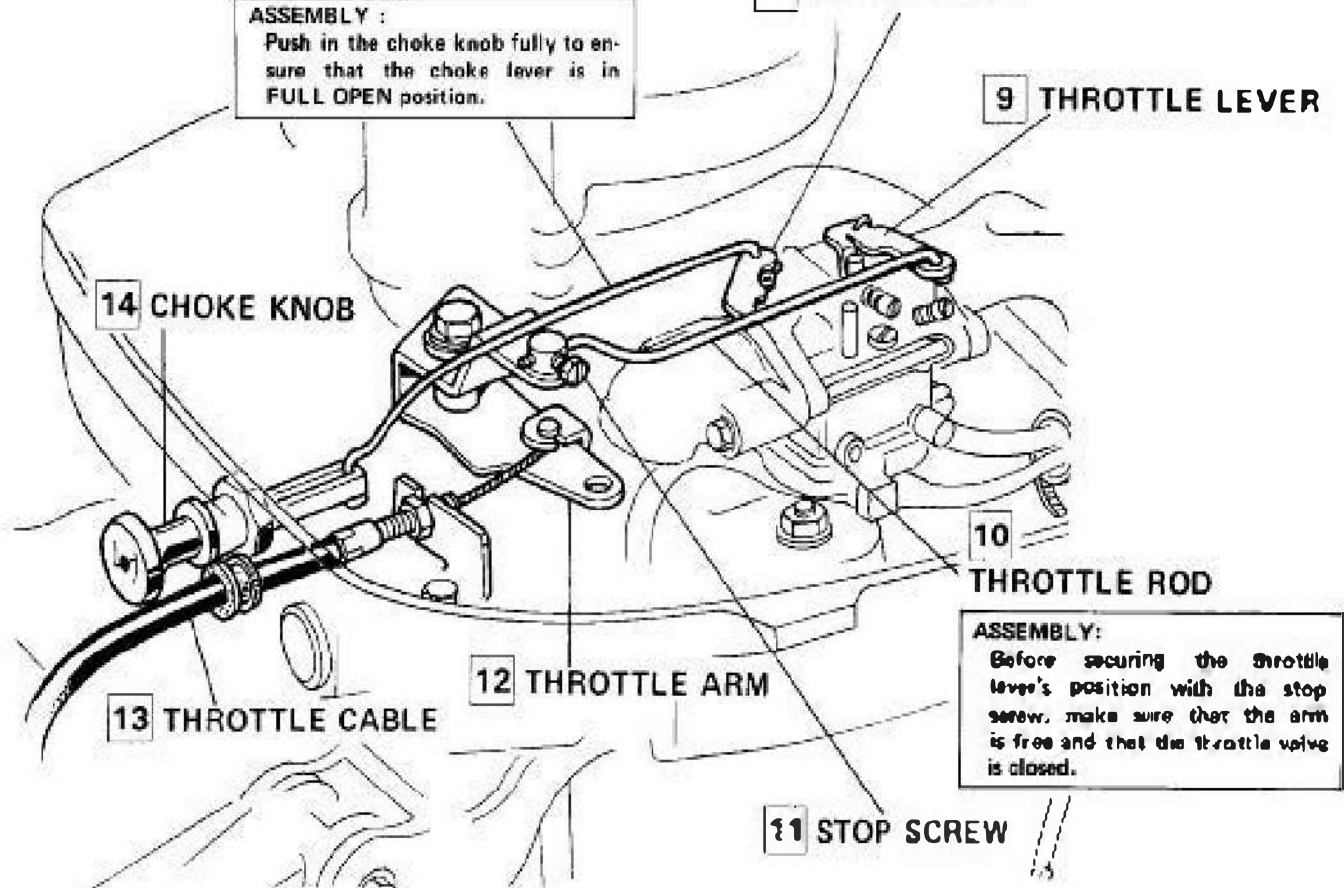 ASSEMBLY :
Push in the choke knob fully to en-
sure that the choke lever is in
FULL OPEN position.
9 THROTTLE LEVER
14 CHOKE KNOB
10
THROTTLE ROD
ASSEMBLY:
Before securing the throttle
lever's position with the stop
screw, make sure that the arm
is free and that the throttle valve
is closed.
12 THROTTLE ARM
13 THROTTLE CABLE
11 STOP SCREW